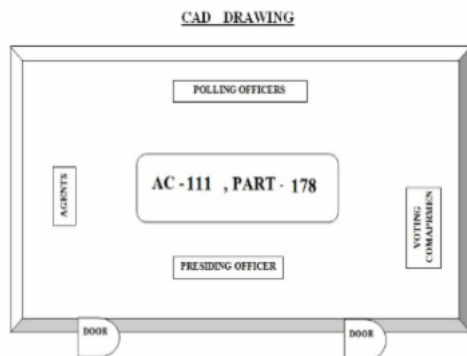 CAD DRAWING
POLLING OFFICERS
AGENTS
AC -111 , PART - 178
VOTING
COMAPRMEN
PRESIDING OFFICER
DOOR
DOOR